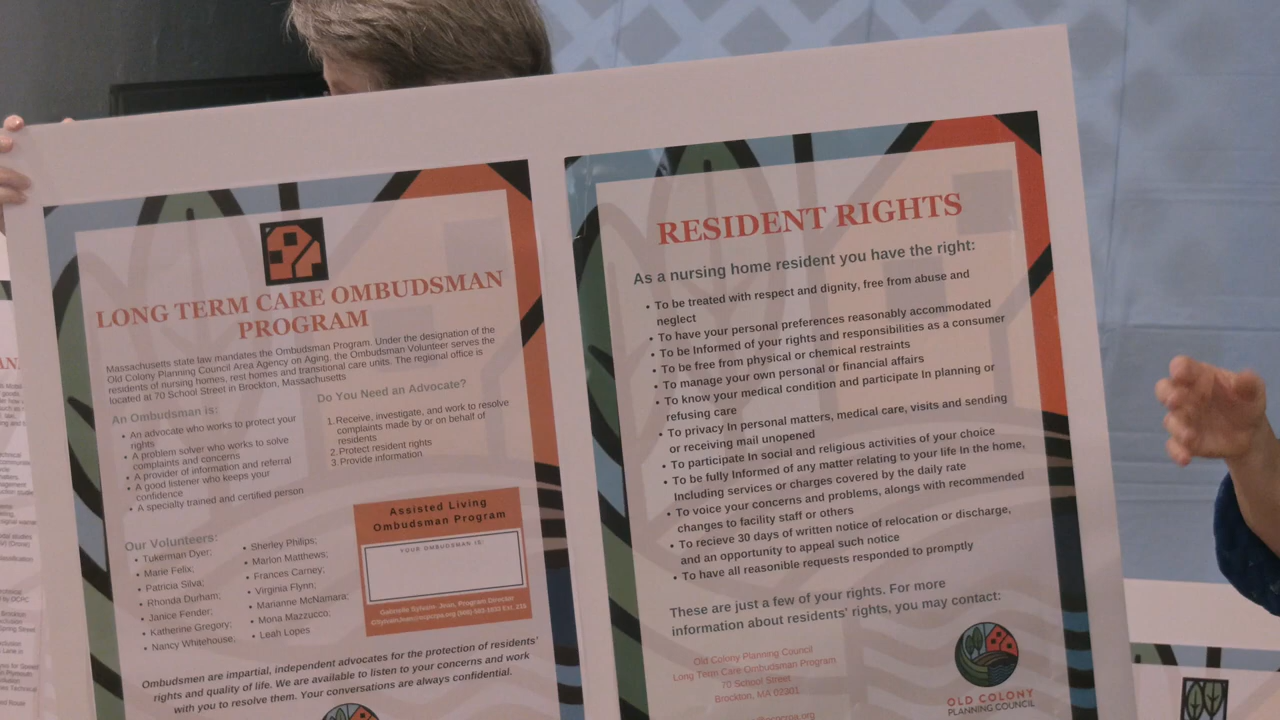 LONG TERM CARE OMBUDSMAN
PROGRAM
Massachusetts state law mandates the Ombudsman Program. Under the designation of the
Old Colony Planning Council Area Agency on Aging, the Ombudsman Volunteer serves the
residents of nursing homes, rest homes and transitional care units. The regional office is
located at 70 School Street in Brockton, Massachusetts
An Ombudsman is:
• An advocate who works to protect your
rights
• A problem solver who works to solve
complaints and concerns
• A provider of information and referral
• A good listener who keeps your
confidence
• A specially trained and certified person
Do You Need an Advocate?
1. Receive, investigate, and work to resolve
complaints made by or on behalf of
residents
2. Protect resident rights
3. Provide information
Our Volunteers:
• Tukerman Dyer;
• Marie Felix;
• Patricia Silva;
• Rhonda Durham;
• Janice Fender;
• Katherine Gregory;
• Nancy Whitehouse,
• Sherley Philips;
• Marlon Matthews;
• Frances Carney;
• Virginia Flynn;
• Marianne McNamara;
• Mona Mazzucco;
• Leah Lopes
Assisted Living
Ombudsman Program
YOUR OMBUDSMAN IS:
Gabrielle Sylvain- Jean, Program Director
Ombudsmen are impartial, independent advocates for the protection of residents'
rights and quality of life. We are available to listen to your concerns and work
with you to resolve them. Your conversations are always confidential.
RESIDENT RIGHTS
As a nursing home resident you have the right:
• To be treated with respect and dignity, free from abuse and
neglect
• To have your personal preferences reasonably accommodated
• To be Informed of your rights and responsibilities as a consumer
• To be free from physical or chemical restraints
• To manage your own personal or financial affairs
• To know your medical condition and participate In planning or
refusing care
• To privacy In personal matters, medical care, visits and sending
or receiving mail unopened
• To participate In social and religious activities of your choice
• To be fully Informed of any matter relating to your life In the home,
Including services or charges covered by the daily rate
• To voice your concerns and problems, alongs with recommended
changes to facility staff or others
• To recieve 30 days of written notice of relocation or discharge,
and an opportunity to appeal such notice
• To have all reasonable requests responded to promptly
These are just a few of your rights. For more
information about residents' rights, you may contact:
Old Colony Planning Council
Long Term Care Ombudsman Program
70 School Street
Brockton, MA 02301
OLD COLONY
PLANNING COUNCIL